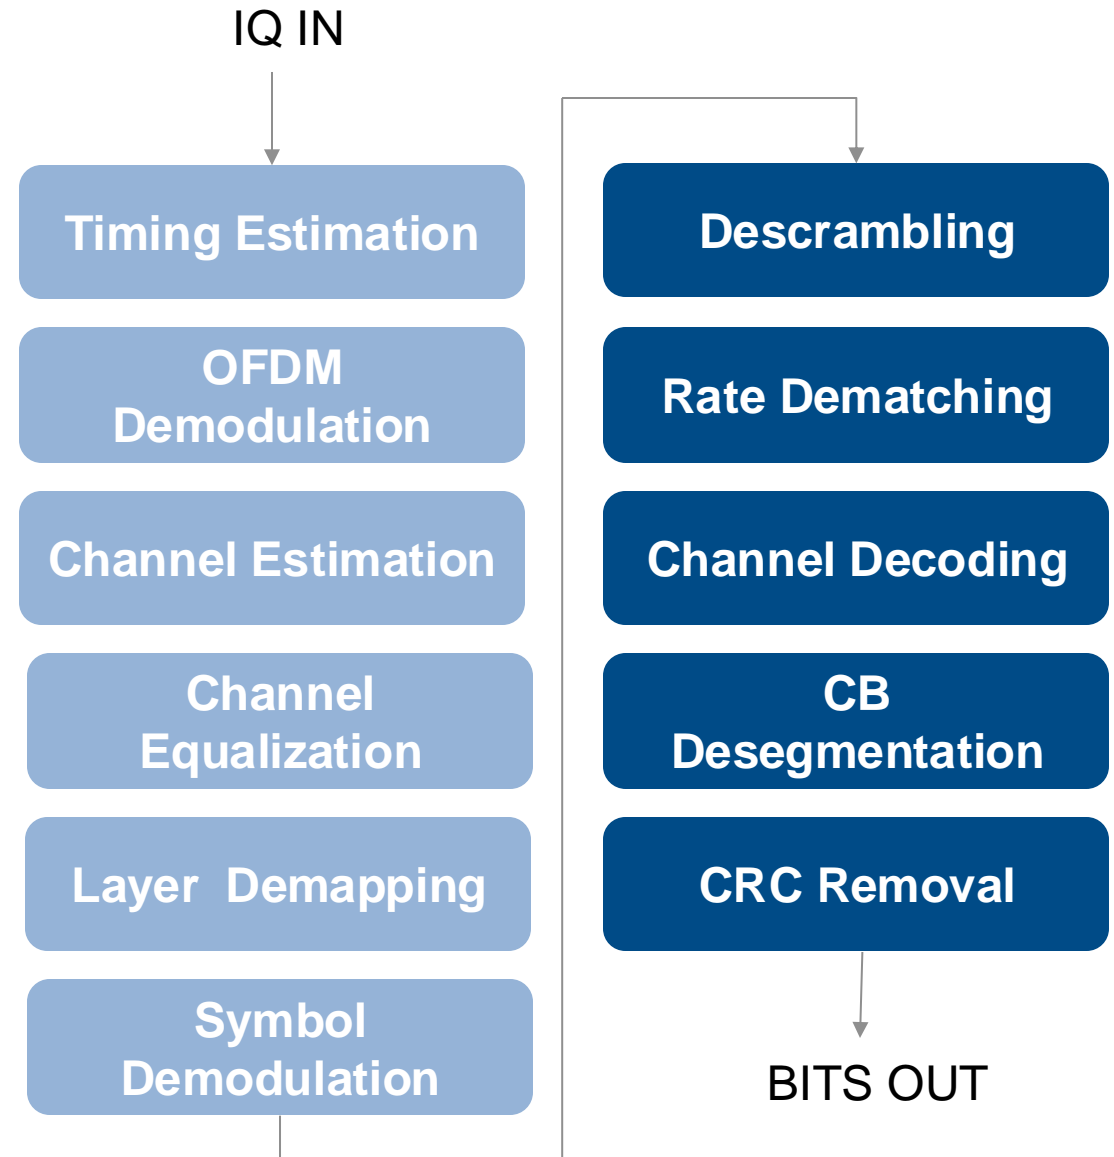 IQ IN
Timing Estimation
OFDM
Demodulation
Channel Estimation
Channel
Equalization
Layer Demapping
Symbol
Demodulation
Descrambling
Rate Dematching
Channel Decoding
CB
Desegmentation
CRC Removal
BITS OUT